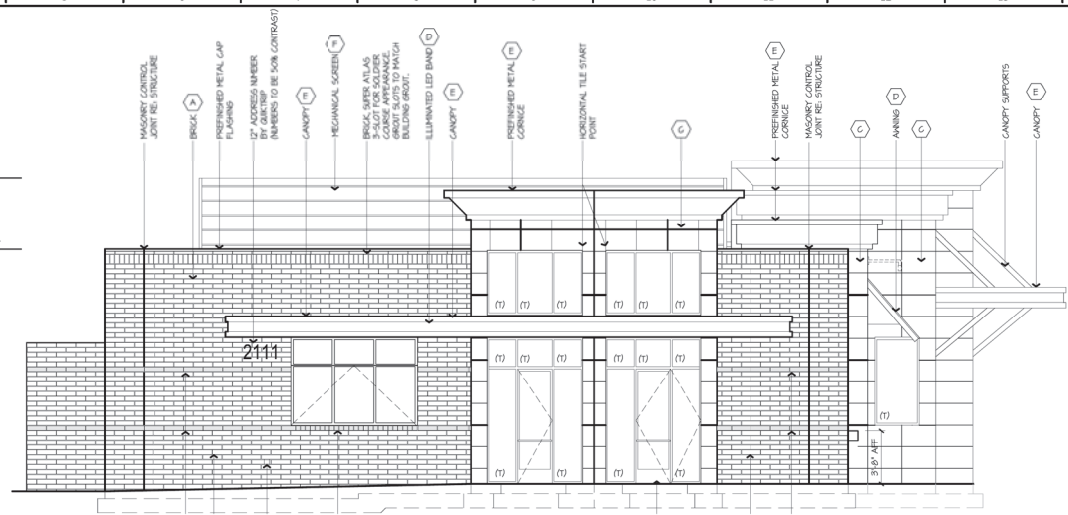 MASONRY CONTROL
JOINT RE: STRUCTURE
BRICK A
PREFINISHED METAL CAP
FLASHING
12" ADDRESS NUMBER
BY QUIKTRIP
(NUMBERS TO BE 50% CONTRAST)
CANOPY E
MECHANICAL SCREEN F
BRICK, SUPER ATLAS
3-SLOT FOR SOLDIER
COURSE APPEARANCE.
GROUT SLOTS TO MATCH
BUILDING GROUT.
ILLUMINATED LED BAND D
CANOPY E
PREFINISHED METAL E
CORNICE
HORIZONTAL TILE START
POINT
C
PREFINISHED METAL E
CORNICE
MASONRY CONTROL
JOINT RE: STRUCTURE
C
AWNING D
C
CANOPY SUPPORTS
CANOPY E
(T) (T) (T) (T)
2111
(T) (T) (T) (T) (T) (T)
(T)
(T) (T) (T) (T)
3'-8" AFF